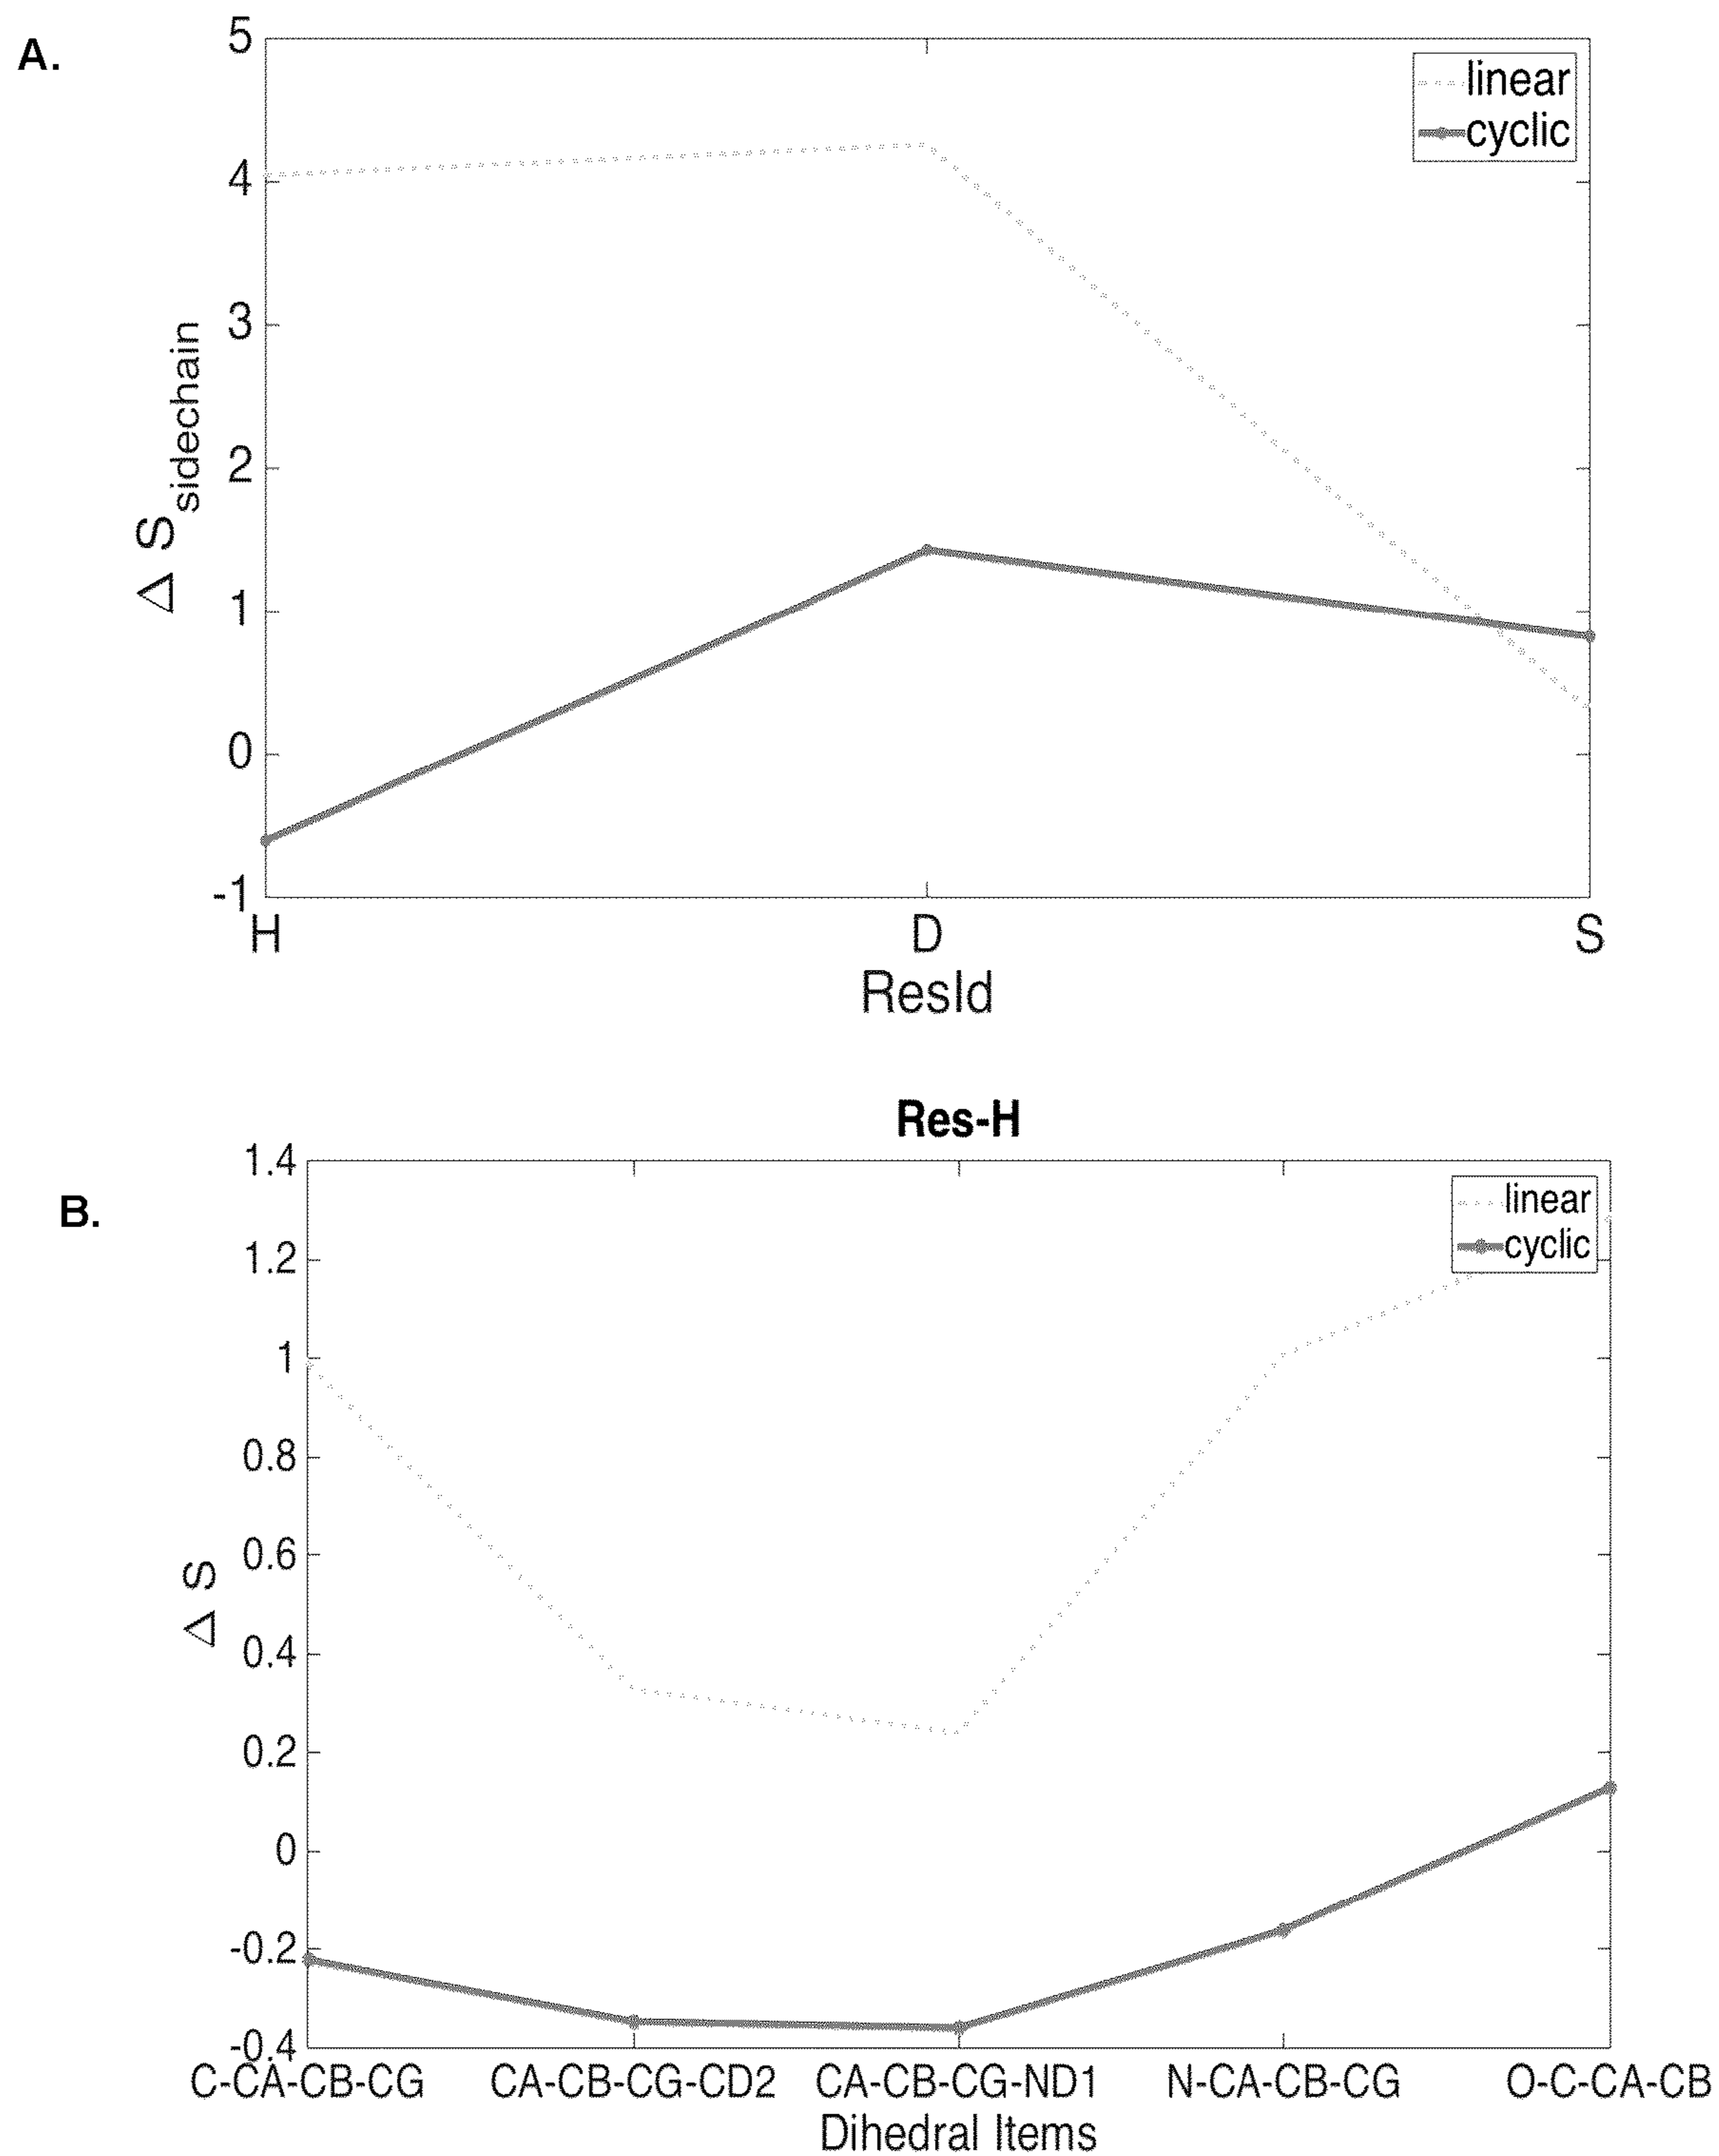 A.
5
4
3
2
1
0
-1
Δ S sidechain
linear
cyclic
H D S
ResId
Res-H
B.
1.4
1.2
1
0.8
0.6
0.4
0.2
0
-0.2
-0.4
Δ S
linear
cyclic
C-CA-CB-CG CA-CB-CG-CD2 CA-CB-CG-ND1 N-CA-CB-CG O-C-CA-CB
Dihedral Items